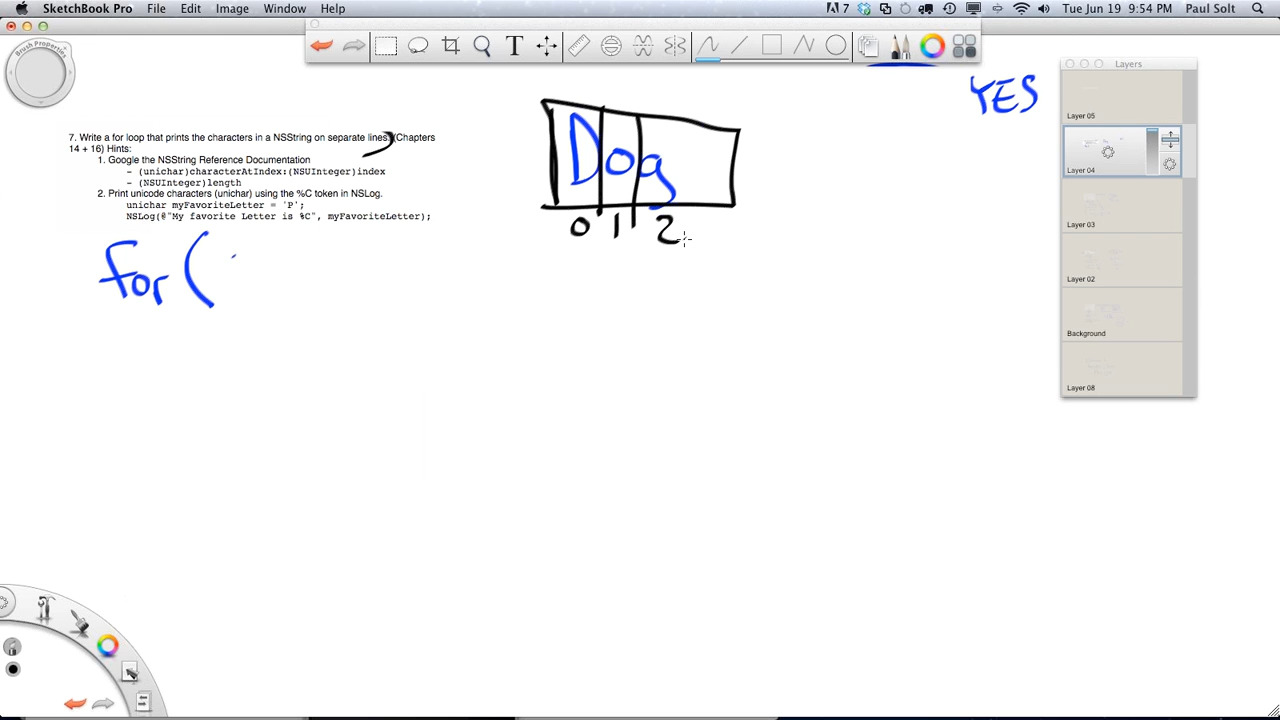 SketchBook Pro File Edit Image Window Help 7 Tue Jun 19 9:54 PM Paul Solt
Brush Properties
T
Layers
YES
Layer 05
Layer 04
Layer 03
Layer 02
Background
Layer 08
7. Write a for loop that prints the characters in a NSString on separate lines) (Chapters
14 + 16) Hints:
1. Google the NSString Reference Documentation
- (unichar)characterAtIndex:(NSUInteger)index
- (NSUInteger)length
2. Print unicode characters (unichar) using the %C token in NSLog.
unichar myFavoriteLetter = 'P';
NSLog(@"My favorite Letter is %C", myFavoriteLetter);
Dog
0 1 2
for (